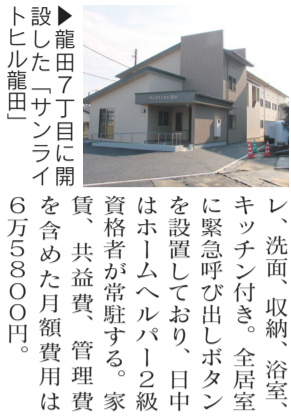 ▶龍田7丁目に開
設した「サンライ
トヒル龍田」
レ、洗面、収納、浴室、
キッチン付き。全居室
に緊急呼び出しボタン
を設置しており、日中
はホームヘルパー2級
資格者が常駐する。家
賃、共益費、管理費
を含めた月額費用は
6万5800円。